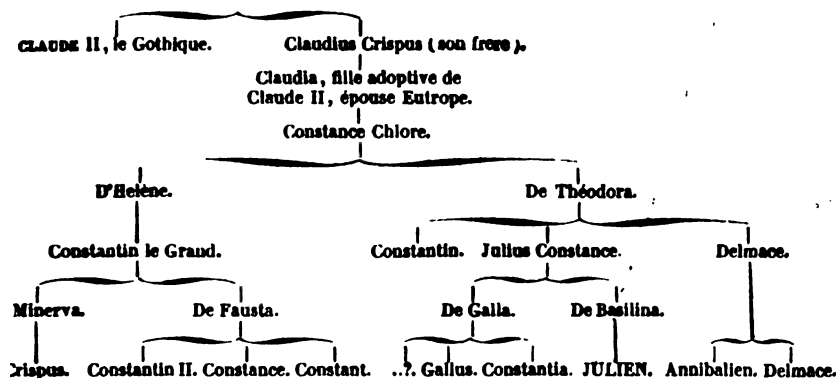 CLAUDE II, le Gothique. Claudius Crispus (son frere).
Claudia, fille adoptive de
Claude II, épouse Eutrope.
Constance Chlore.
D'Helène. De Théodora.
Constantin le Grand. Constantin. Julius Constance. Delmace.
Minerva. De Fausta. De Galla. De Basilina.
Crispus. Constantin II. Constance. Constant. ..?. Gallus. Constantia. JULIEN. Annibalien. Delmace.